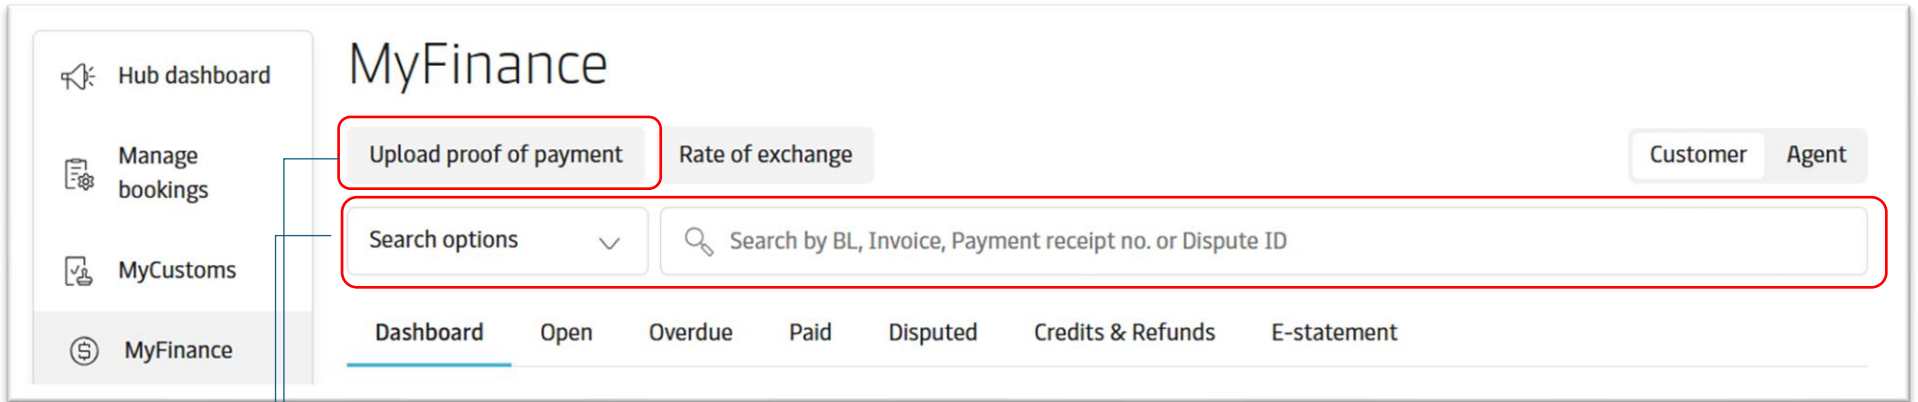 Hub dashboard
Manage
bookings
MyCustoms
MyFinance
MyFinance
Upload proof of payment
Rate of exchange
Customer
Agent
Search options
Search by BL, Invoice, Payment receipt no. or Dispute ID
Dashboard
Open
Overdue
Paid
Disputed
Credits & Refunds
E-statement